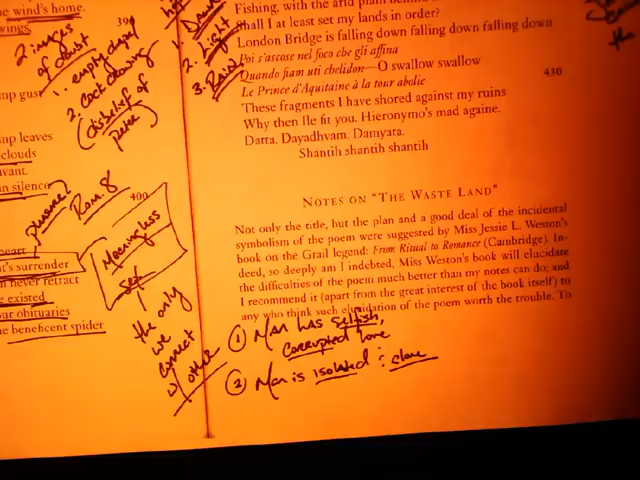 the wind's home.
wings.
390
2 images of doubt
1. empty chapel
2. Cock crowing
(disbelief of Peter)
mp gust
mp leaves
clouds
in silence
Rom. 8
400
heart
Meaningless sex
't's surrender
n never retract
e existed
our obituaries
he beneficent spider
the only
we
connect
w/ other
1.
2. Light
3. Rain
Fishing, with the arid plain behind
Shall I at least set my lands in order?
London Bridge is falling down falling down falling down
Poi s'ascose nel foco che gli affina
Quando fiam uti chelidon—O swallow swallow
Le Prince d'Aquitaine à la tour abolie
430
These fragments I have shored against my ruins
Why then Ile fit you. Hieronymo's mad againe.
Datta. Dayadhvam. Damyata.
Shantih shantih shantih
NOTES ON "THE WASTE LAND"
Not only the title, but the plan and a good deal of the incidental
symbolism of the poem were suggested by Miss Jessie L. Weston's
book on the Grail legend: From Ritual to Romance (Cambridge). In-
deed, so deeply am I indebted, Miss Weston's book will elucidate
the difficulties of the poem much better than my notes can do; and
I recommend it (apart from the great interest of the book itself) to
any who think such elucidation of the poem worth the trouble. To
① Man has selfish,
corrupted love
② Man is isolated : alone